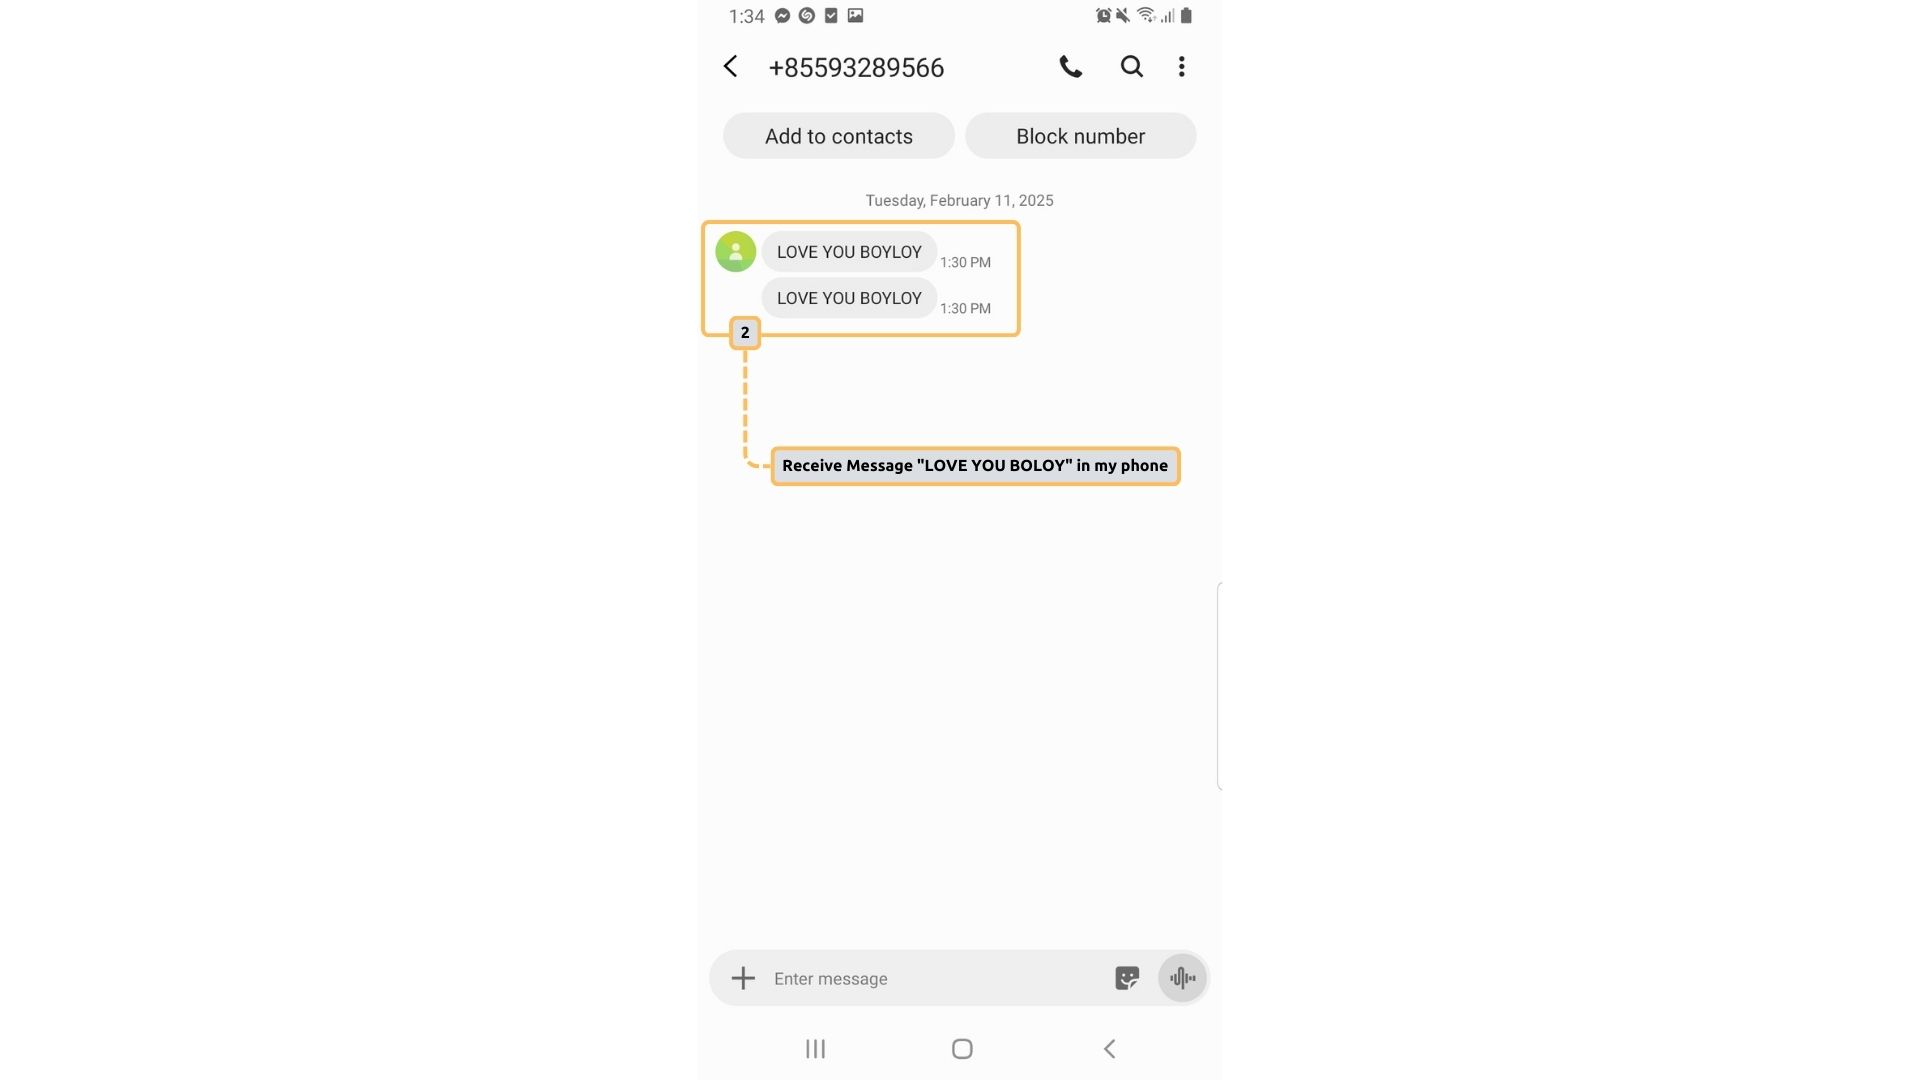 1:34
+85593289566
Add to contacts
Block number
Tuesday, February 11, 2025
LOVE YOU BOYLOY
1:30 PM
LOVE YOU BOYLOY
1:30 PM
2
Receive Message "LOVE YOU BOLOY" in my phone
Enter message